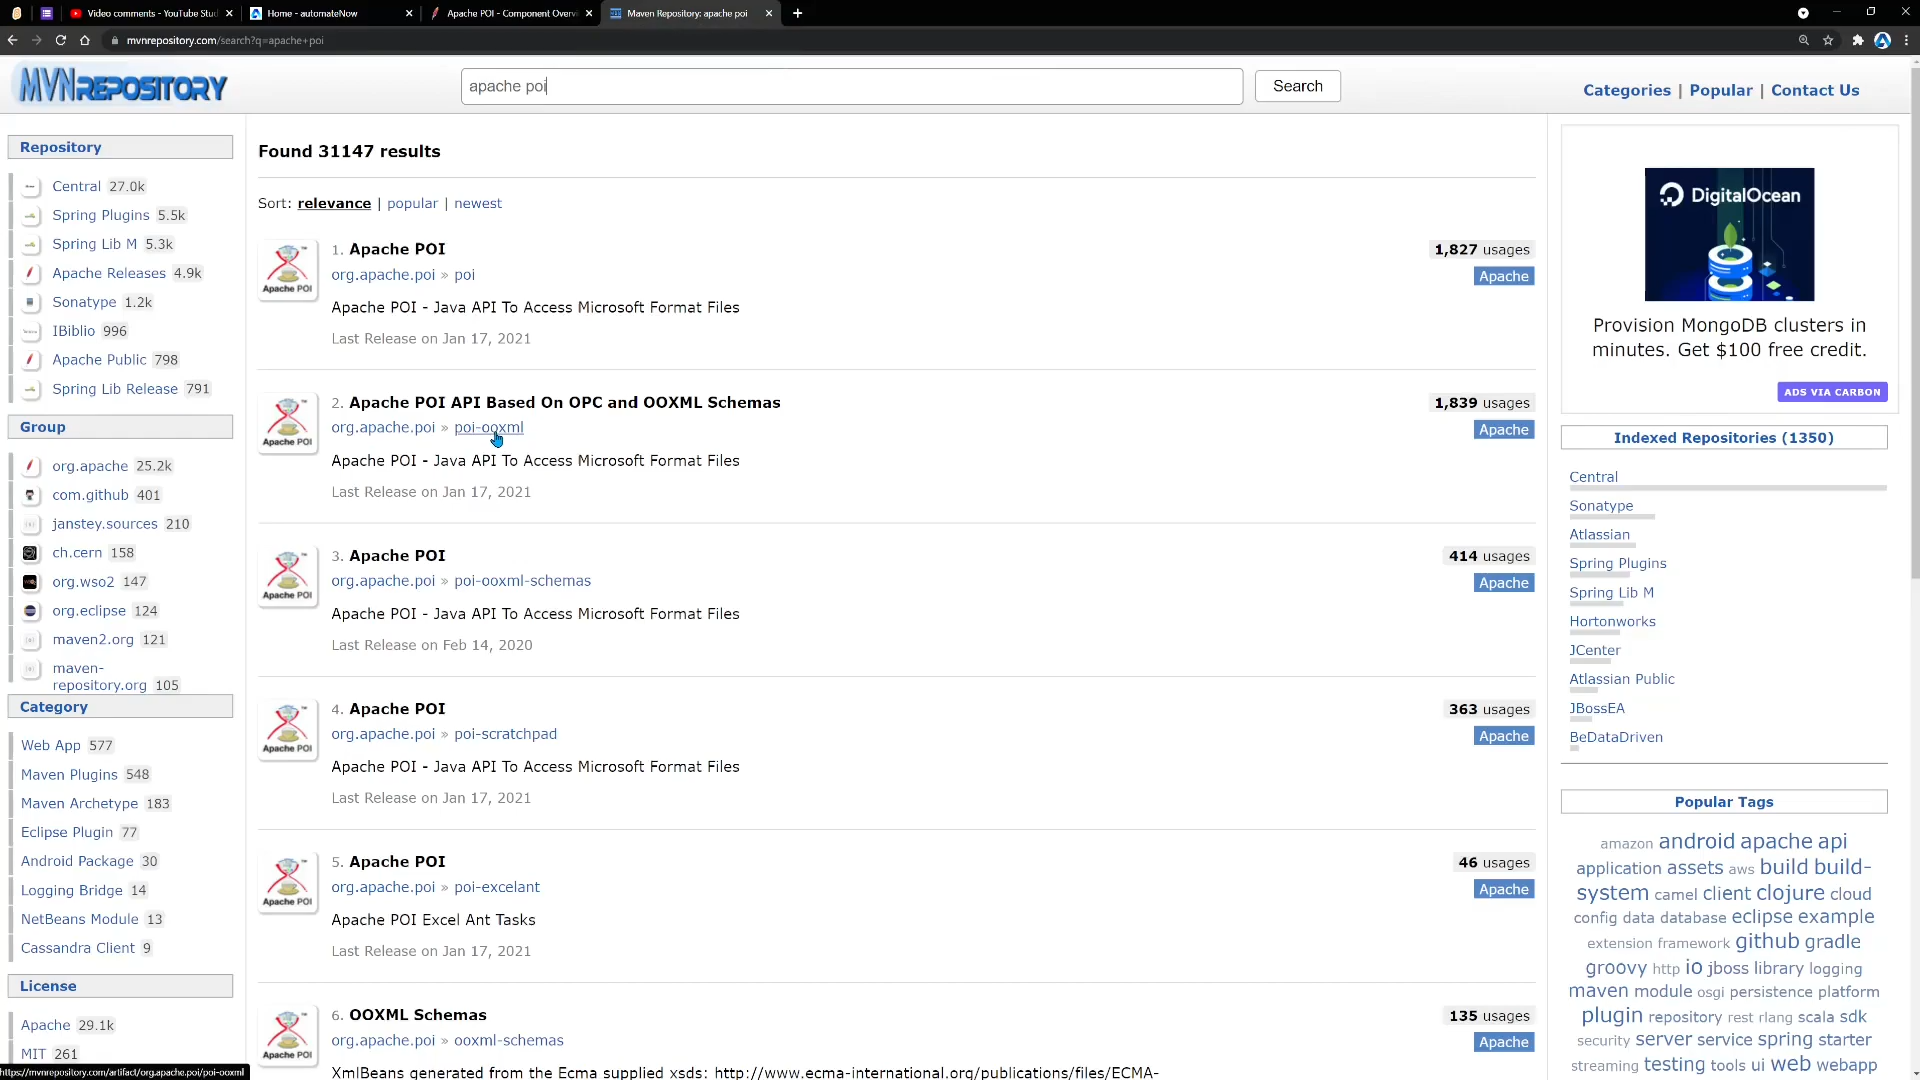 Video comments - YouTube Stud
Home - automateNow
Apache POI - Component Overv
Maven Repository: apache poi
mvnrepository.com/search?q=apache+poi
MVNREPOSITORY
apache poi
Search
Categories | Popular | Contact Us
Repository
Central 27.0k
Spring Plugins 5.5k
Spring Lib M 5.3k
Apache Releases 4.9k
Sonatype 1.2k
IBiblio 996
Apache Public 798
Spring Lib Release 791
Group
org.apache 25.2k
com.github 401
janstey.sources 210
ch.cern 158
org.wso2 147
org.eclipse 124
maven2.org 121
maven-
repository.org 105
Category
Web App 577
Maven Plugins 548
Maven Archetype 183
Eclipse Plugin 77
Android Package 30
Logging Bridge 14
NetBeans Module 13
Cassandra Client 9
License
Apache 29.1k
MIT 261
https://mvnrepository.com/artifact/org.apache.poi/poi-ooxml
Found 31147 results
Sort: relevance | popular | newest
Apache POI
1. Apache POI
1,827 usages
org.apache.poi » poi
Apache
Apache POI - Java API To Access Microsoft Format Files
Last Release on Jan 17, 2021
Apache POI
2. Apache POI API Based On OPC and OOXML Schemas
1,839 usages
org.apache.poi » poi-ooxml
Apache
Apache POI - Java API To Access Microsoft Format Files
Last Release on Jan 17, 2021
Apache POI
3. Apache POI
414 usages
org.apache.poi » poi-ooxml-schemas
Apache
Apache POI - Java API To Access Microsoft Format Files
Last Release on Feb 14, 2020
Apache POI
4. Apache POI
363 usages
org.apache.poi » poi-scratchpad
Apache
Apache POI - Java API To Access Microsoft Format Files
Last Release on Jan 17, 2021
Apache POI
5. Apache POI
46 usages
org.apache.poi » poi-excelant
Apache
Apache POI Excel Ant Tasks
Last Release on Jan 17, 2021
Apache POI
6. OOXML Schemas
135 usages
org.apache.poi » ooxml-schemas
Apache
XmlBeans generated from the Ecma supplied xsds: http://www.ecma-international.org/publications/files/ECMA-
DigitalOcean
Provision MongoDB clusters in
minutes. Get $100 free credit.
ADS VIA CARBON
Indexed Repositories (1350)
Central
Sonatype
Atlassian
Spring Plugins
Spring Lib M
Hortonworks
JCenter
Atlassian Public
JBossEA
BeDataDriven
Popular Tags
amazon android apache api
application assets aws build build-
system camel client clojure cloud
config data database eclipse example
extension framework github gradle
groovy http io jboss library logging
maven module osgi persistence platform
plugin repository rest rlang scala sdk
security server service spring starter
streaming testing tools ui web webapp